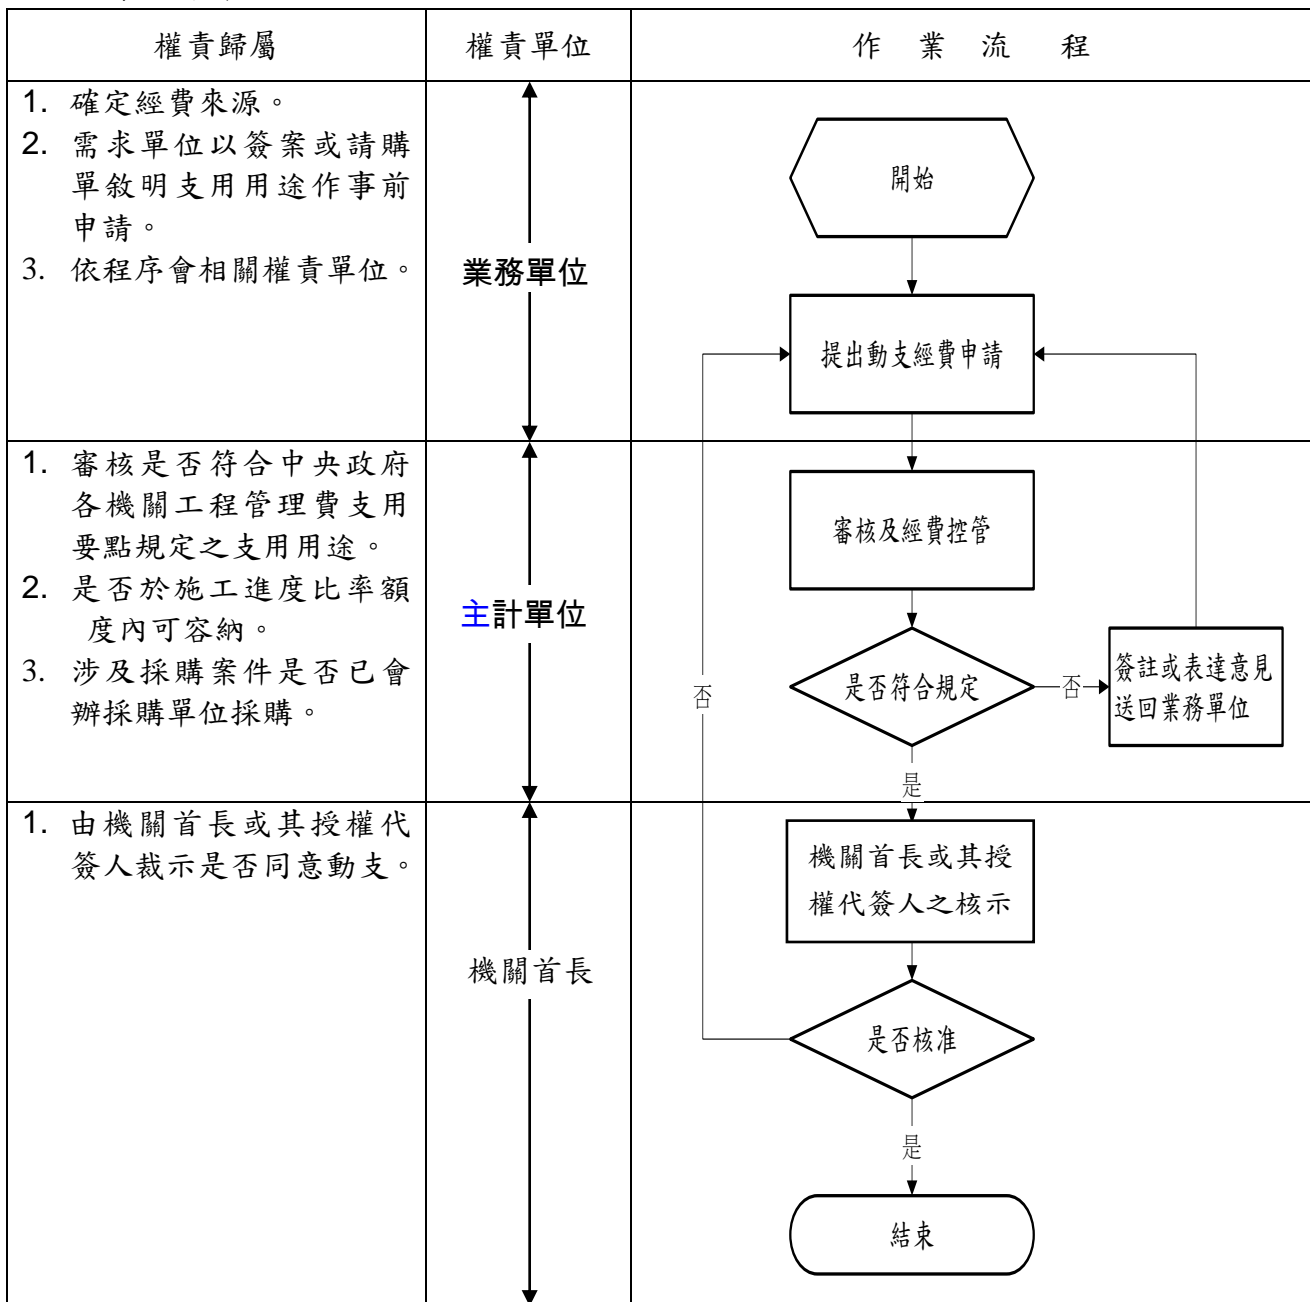 權責歸屬
權責單位
作業流程
1. 確定經費來源。
2. 需求單位以簽案或請購
單敘明支用用途作事前
申請。
3. 依程序會相關權責單位。
業務單位
開始
提出動支經費申請
1. 審核是否符合中央政府
各機關工程管理費支用
要點規定之支用用途。
2. 是否於施工進度比率額
度內可容納。
3. 涉及採購案件是否已會
辦採購單位採購。
主計單位
審核及經費控管
是否符合規定
否
簽註或表達意見
送回業務單位
否
是
1. 由機關首長或其授權代
簽人裁示是否同意動支。
機關首長
機關首長或其授
權代簽人之核示
是否核准
是
結束